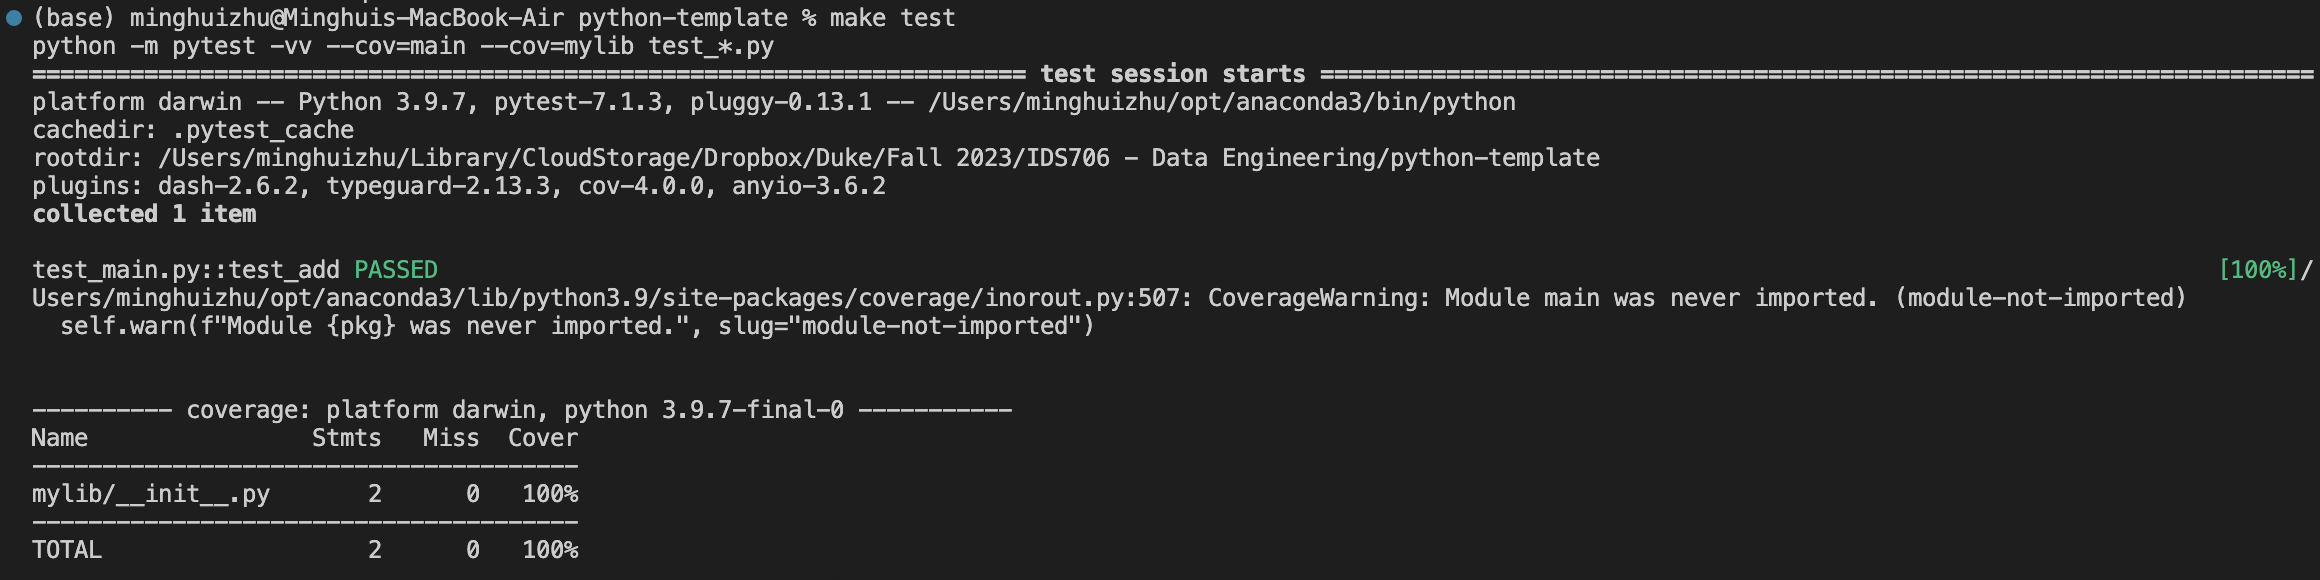 (base) minghuizhu@Minghuis-MacBook-Air python-template % make test
python -m pytest -vv --cov=main --cov=mylib test_*.py
======================================================================= test session starts =======================================================================
platform darwin -- Python 3.9.7, pytest-7.1.3, pluggy-0.13.1 -- /Users/minghuizhu/opt/anaconda3/bin/python
cachedir: .pytest_cache
rootdir: /Users/minghuizhu/Library/CloudStorage/Dropbox/Duke/Fall 2023/IDS706 - Data Engineering/python-template
plugins: dash-2.6.2, typeguard-2.13.3, cov-4.0.0, anyio-3.6.2
collected 1 item
test_main.py::test_add PASSED [100%]/
Users/minghuizhu/opt/anaconda3/lib/python3.9/site-packages/coverage/inorout.py:507: CoverageWarning: Module main was never imported. (module-not-imported)
  self.warn(f"Module {pkg} was never imported.", slug="module-not-imported")
---------- coverage: platform darwin, python 3.9.7-final-0 -----------
Name                Stmts   Miss  Cover
---------------------------------------
mylib/__init__.py       2      0   100%
---------------------------------------
TOTAL                   2      0   100%